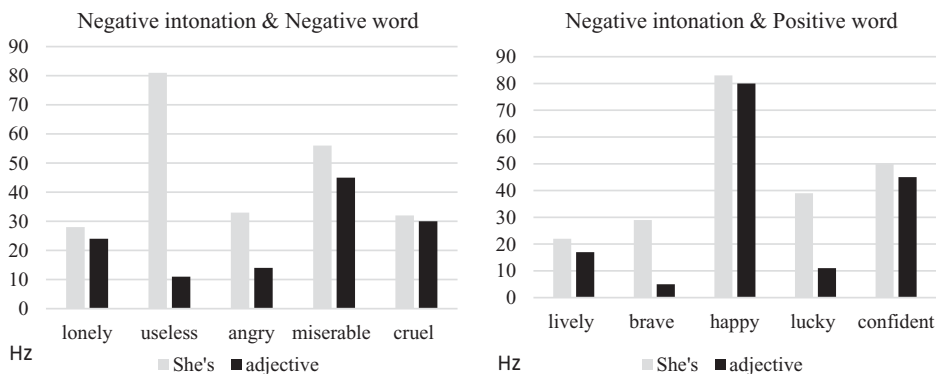 Negative intonation & Negative word
90
80
70
60
50
40
30
20
10
0
Hz
lonely useless angry miserable cruel
She's adjective
Negative intonation & Positive word
90
80
70
60
50
40
30
20
10
0
Hz
lively brave happy lucky confident
She's adjective